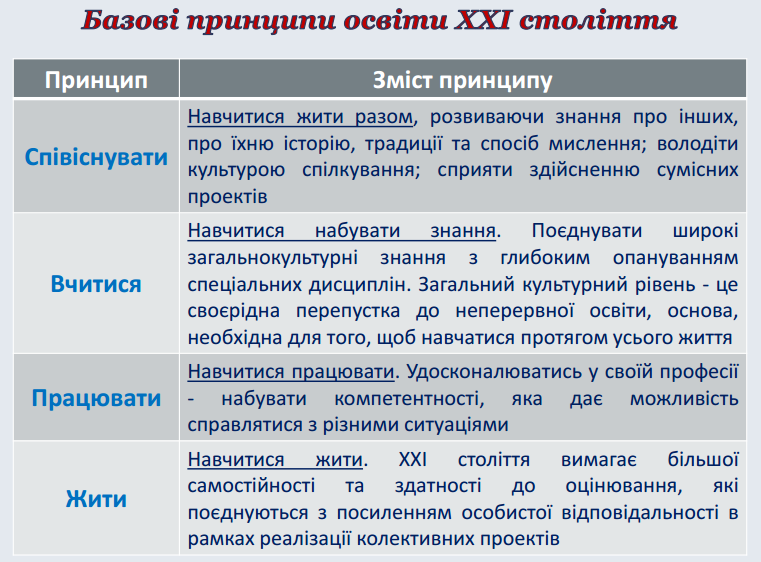 Базові принципи освіти XXI століття
Принцип
Зміст принципу
Співіснувати
Навчитися жити разом, розвиваючи знання про інших,
про їхню історію, традиції та спосіб мислення; володіти
культурою спілкування; сприяти здійсненню сумісних
проектів
Вчитися
Навчитися набувати знання. Поєднувати широкі
загальнокультурні знання з глибоким опануванням
спеціальних дисциплін. Загальний культурний рівень - це
своєрідна перепустка до неперервної освіти, основа,
необхідна для того, щоб навчатися протягом усього життя
Працювати
Навчитися працювати. Удосконалюватись у своїй професії
- набувати компетентності, яка дає можливість
справлятися з різними ситуаціями
Жити
Навчитися жити. XXI століття вимагає більшої
самостійності та здатності до оцінювання, які
поєднуються з посиленням особистої відповідальності в
рамках реалізації колективних проектів